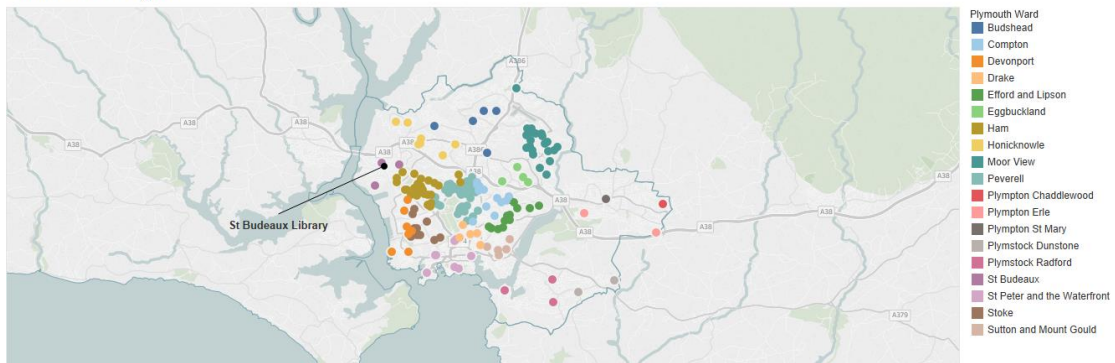 Plymouth Ward
Budshead
Compton
Devonport
Drake
Efford and Lipson
Eggbuckland
Ham
Honicknowle
Moor View
Peverell
Plympton Chaddlewood
Plympton Erle
Plympton St Mary
Plymstock Dunstone
Plymstock Radford
St Budeaux
St Peter and the Waterfront
Stoke
Sutton and Mount Gould
A386
A38
A38
A38
A38
A38
A386
A38
A38
A38
A38
St Budeaux Library
A379